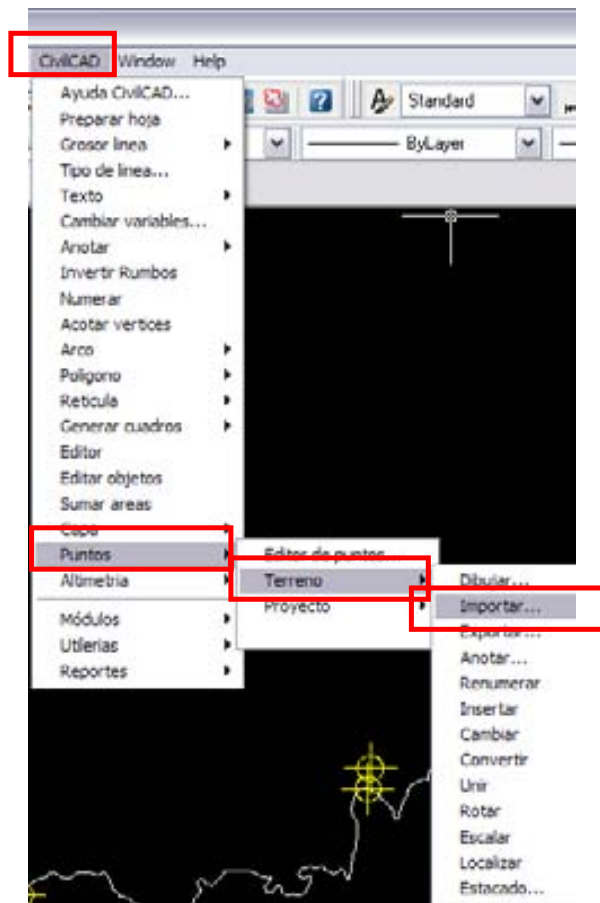 CivilCAD Window Help
Standard
ByLayer
Ayuda CivilCAD...
Preparar hoja
Grosor linea
Tipo de linea...
Texto
Cambiar variables...
Anotar
Invertir Rumbos
Numerar
Acotar vertices
Arco
Poligono
Reticula
Generar cuadros
Editor
Editar objetos
Sumar areas
Capa
Puntos
Altimetria
Módulos
Utilerias
Reportes
Editor de puntos...
Terreno
Proyecto
Dibujar...
Importar...
Exportar...
Anotar...
Renumerar
Insertar
Cambiar
Convertir
Unir
Rotar
Escalar
Localizar
Estacado...